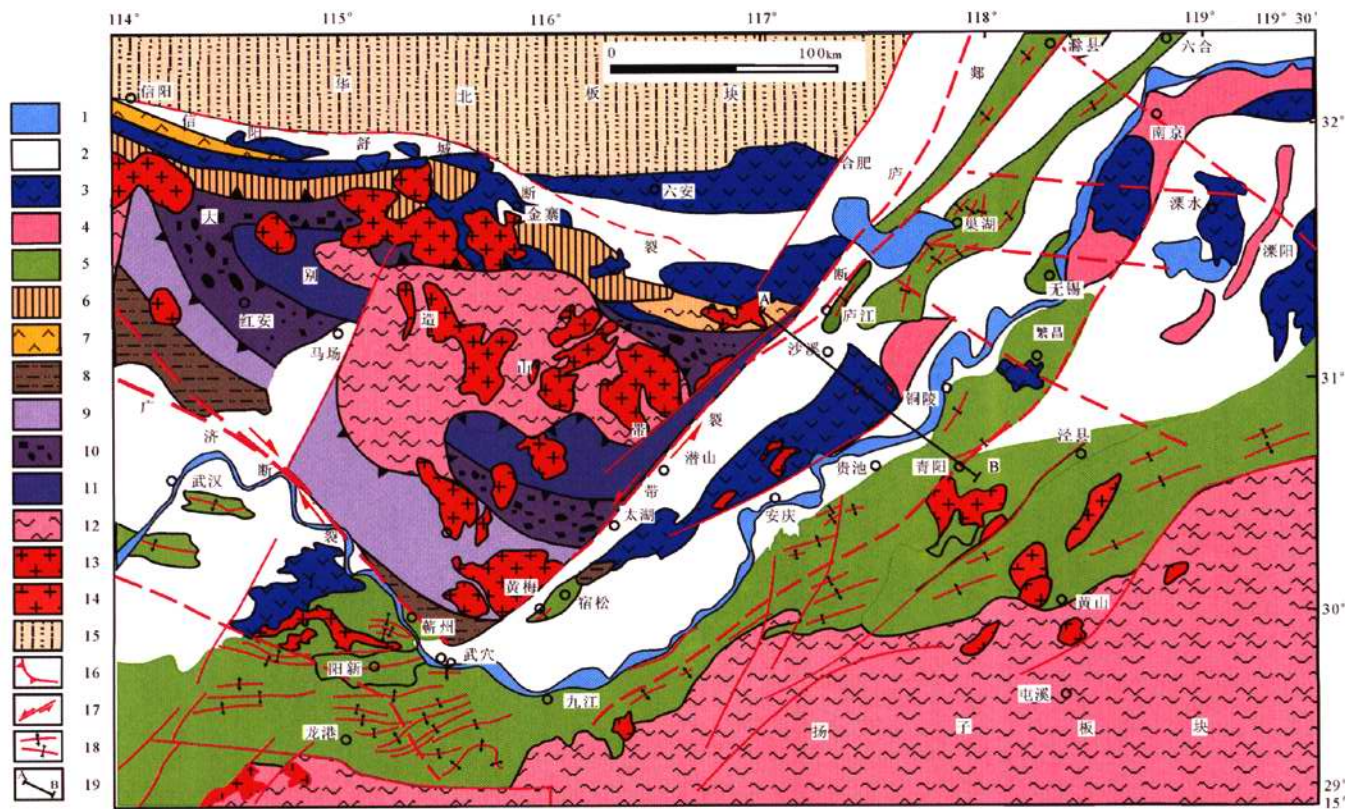 114° 115° 116° 117° 118° 119° 119° 30′
0 100km
滁县 六合
信阳
华 北 板 块
郯
信 阳 舒 城
32°
南京
合肥
庐
六安
断
金寨
溧水
大
裂
巢湖
溧阳
别
断
无锡
红安
A
庐江
造
马场
沙溪
繁昌
山
31°
铜陵
广
裂
带
泾县
济
潜山
贵池
青阳
B
断
带
武汉
太湖
安庆
30°
裂
黄梅
宿松
黄山
蕲州
武穴
阳新
九江
屯溪
龙港
扬 子 板 块
29°
15′
1
2
3
4
5
6
7
8
9
10
11
12
13
14
15
16
17
18
A B
19